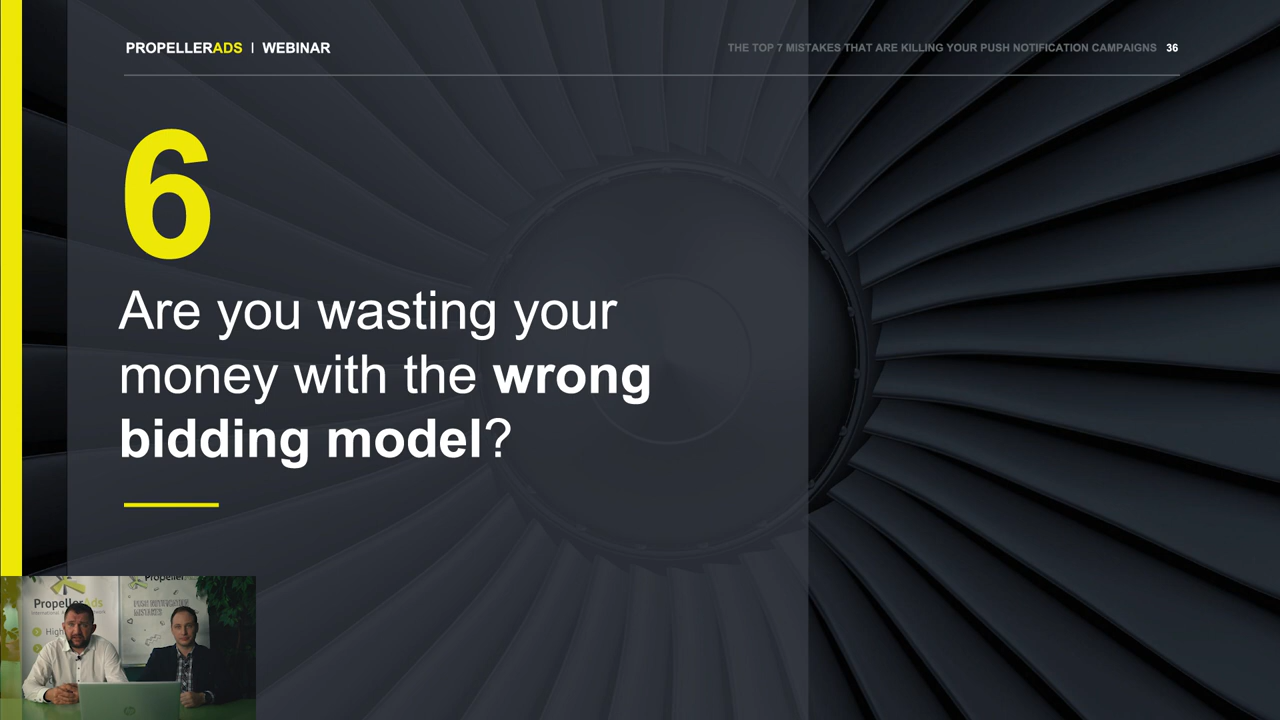 PROPELLERADS | WEBINAR
THE TOP 7 MISTAKES THAT ARE KILLING YOUR PUSH NOTIFICATION CAMPAIGNS 36
6
Are you wasting your
money with the wrong
bidding model?
PropellerAds
High